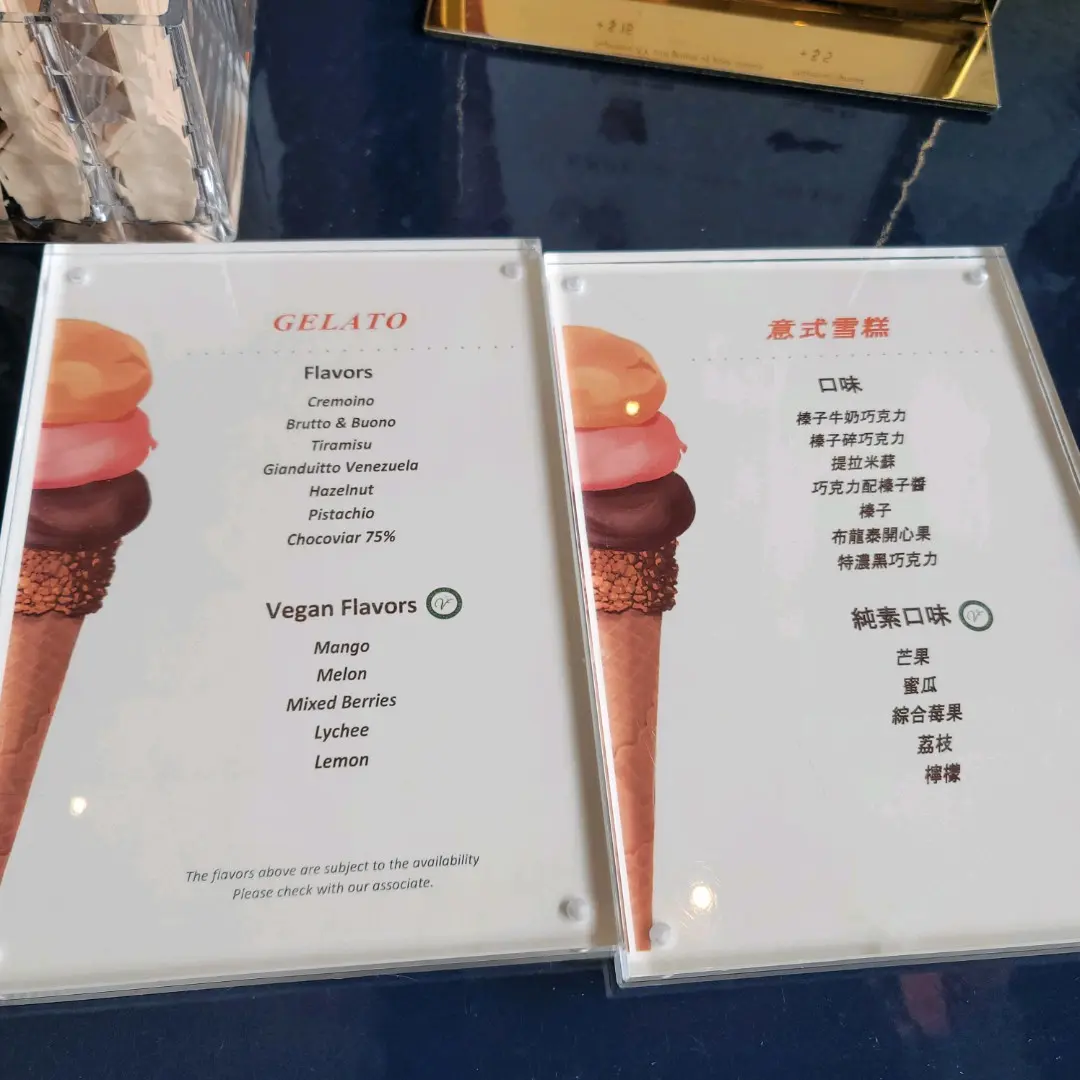 +$12
+$2
GELATO
Flavors
Cremoino
Brutto & Buono
Tiramisu
Gianduitto Venezuela
Hazelnut
Pistachio
Chocoviar 75%
Vegan Flavors
V
Mango
Melon
Mixed Berries
Lychee
Lemon
The flavors above are subject to the availability
Please check with our associate.
意式雪糕
口味
榛子牛奶巧克力
榛子碎巧克力
提拉米蘇
巧克力配榛子醬
榛子
布龍泰開心果
特濃黑巧克力
純素口味
V
芒果
蜜瓜
綜合莓果
荔枝
檸檬